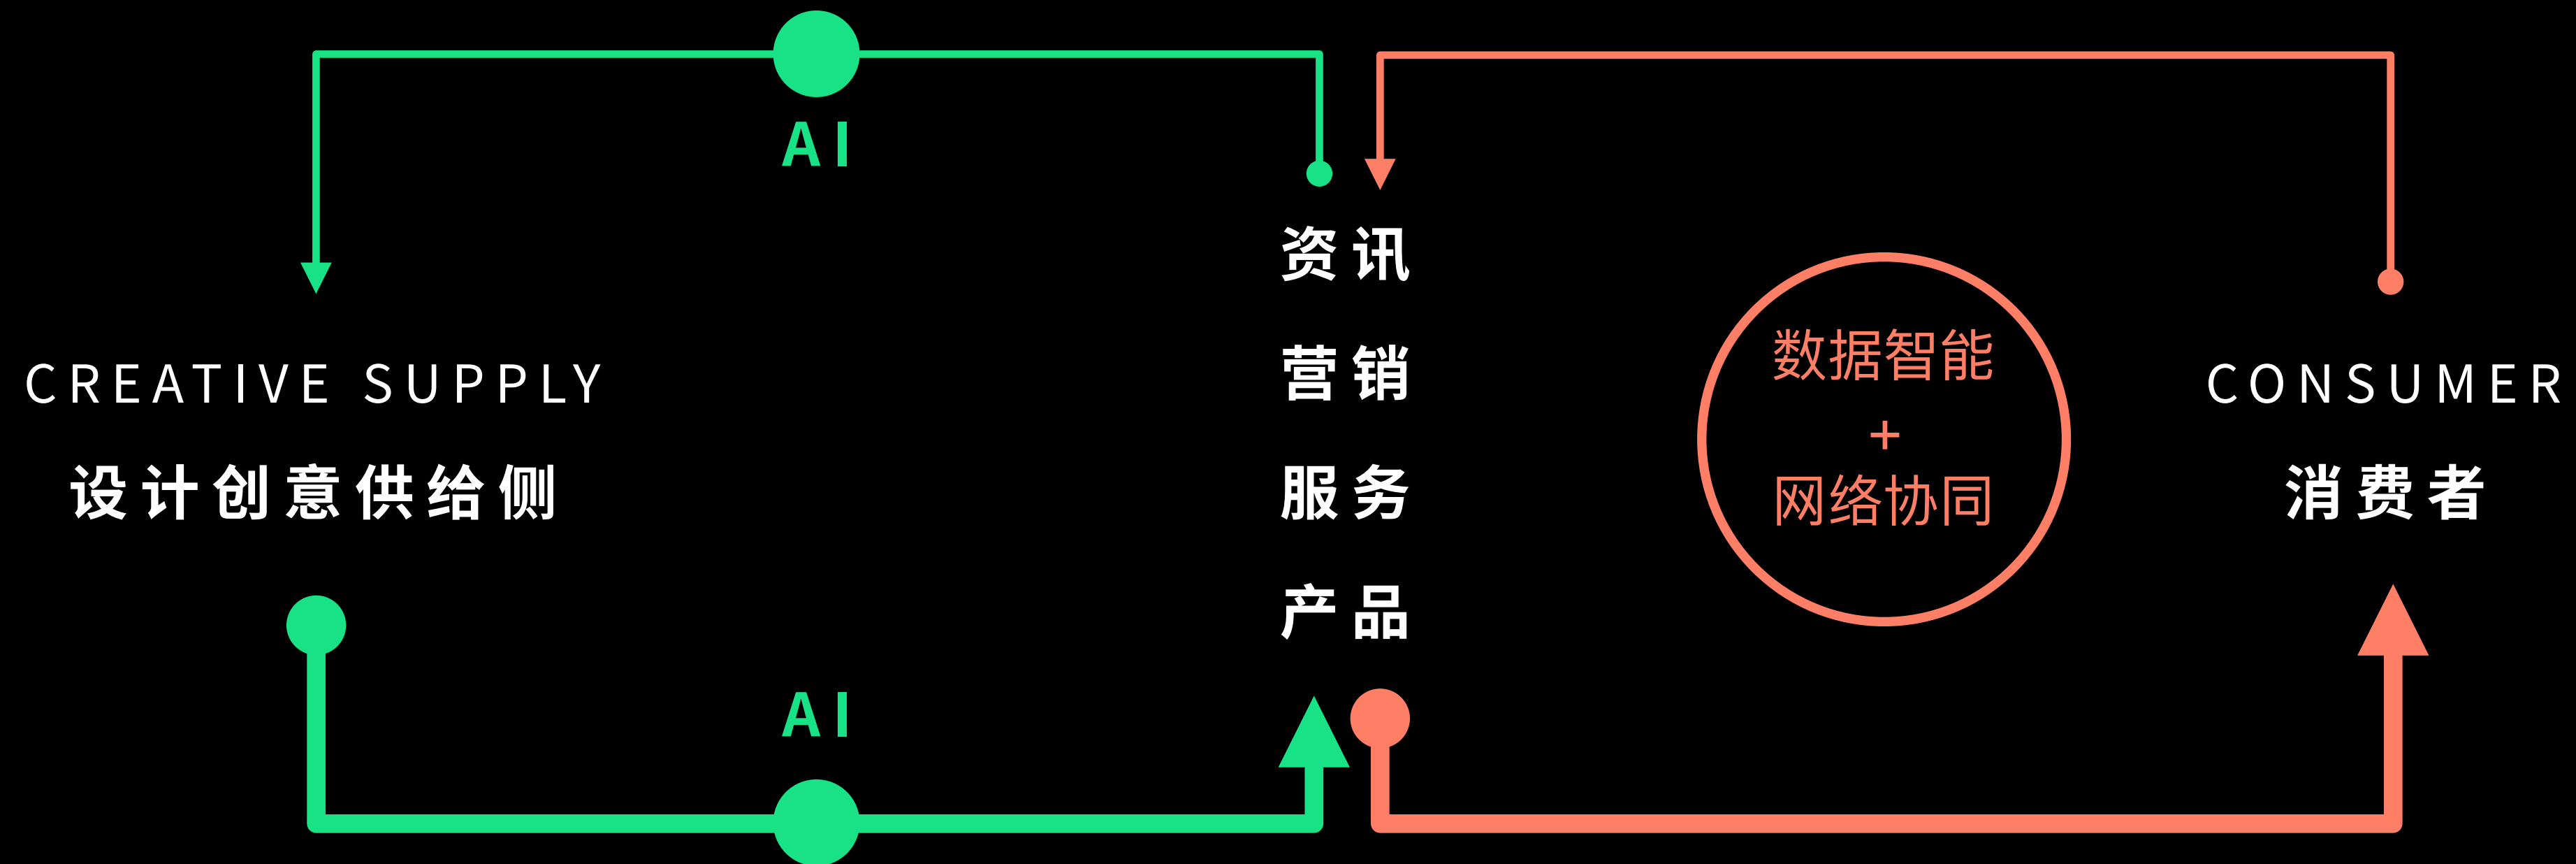 AI
CREATIVE SUPPLY
设计创意供给侧
AI
资讯
营销
服务
产品
数据智能
+
网络协同
CONSUMER
消费者